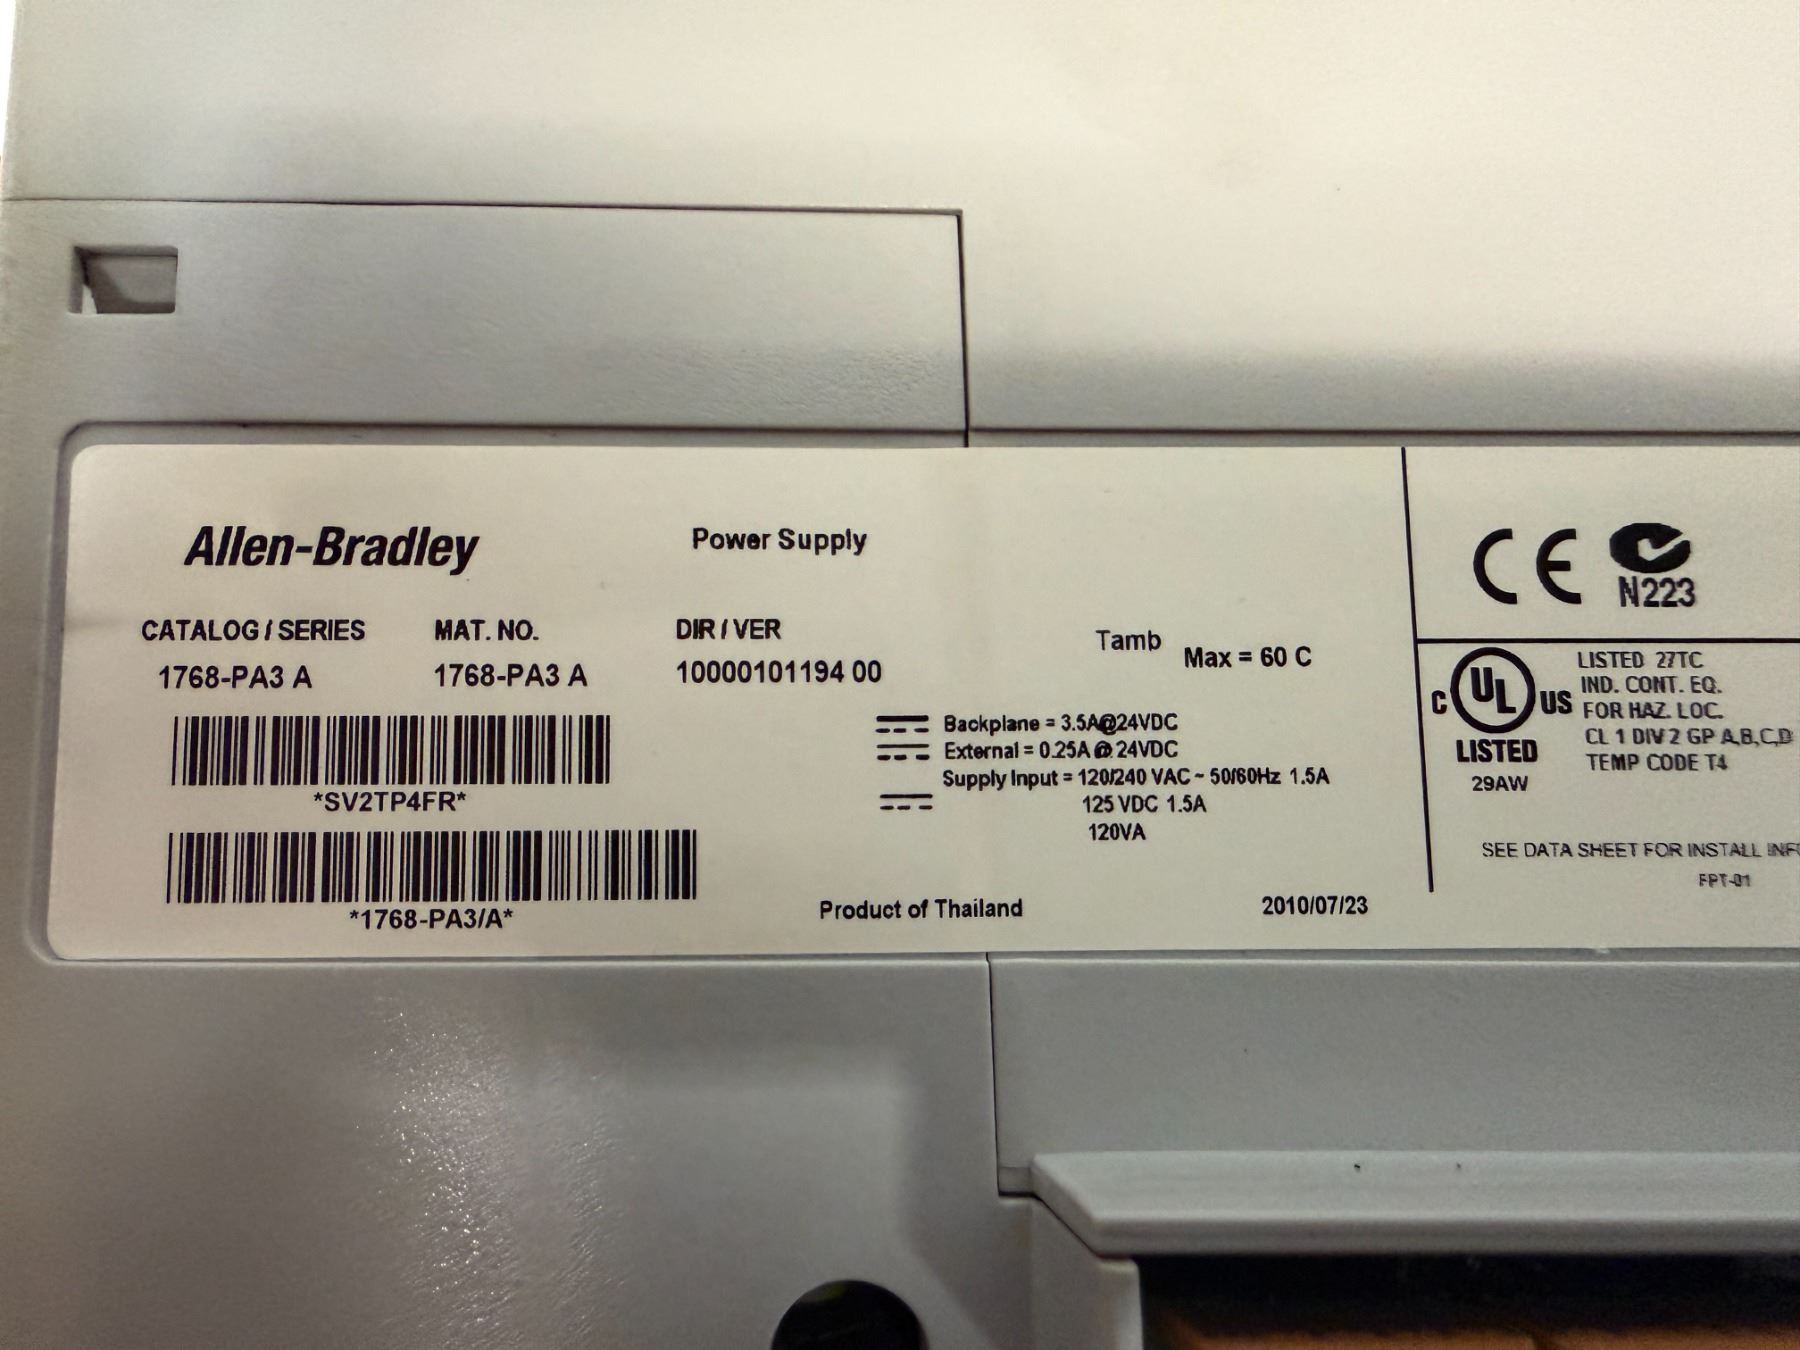 Allen-Bradley
Power Supply
CATALOG / SERIES MAT. NO. DIR / VER
1768-PA3 A 1768-PA3 A 10000101194 00
Tamb Max = 60 C
*SV2TP4FR*
*1768-PA3/A*
Backplane = 3.5A@24VDC
External = 0.25A @ 24VDC
Supply Input = 120/240 VAC ~ 50/60Hz 1.5A
125 VDC 1.5A
120VA
Product of Thailand 2010/07/23
CE
N223
C UL US
LISTED
29AW
LISTED 27TC
IND. CONT. EQ.
FOR HAZ. LOC.
CL 1 DIV 2 GP A,B,C,D
TEMP CODE T4
SEE DATA SHEET FOR INSTALL
FPT-01